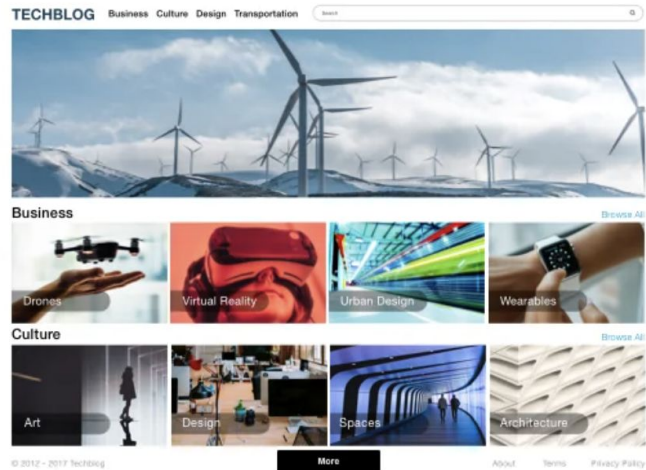 TECHBLOG Business Culture Design Transportation Search
Business Browse All
Drones Virtual Reality Urban Design Wearables
Culture Browse All
Art Design Spaces Architecture
© 2012 - 2017 Techblog More About Terms Privacy Policy